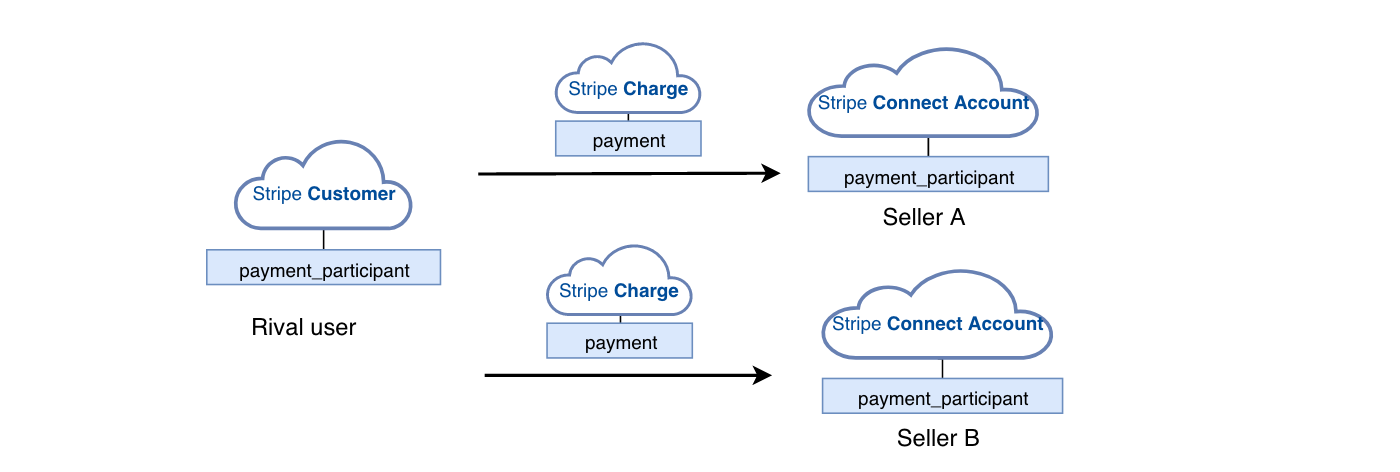 Stripe Charge
payment
Stripe Connect Account
payment_participant
Seller A
Stripe Customer
payment_participant
Rival user
Stripe Charge
payment
Stripe Connect Account
payment_participant
Seller B